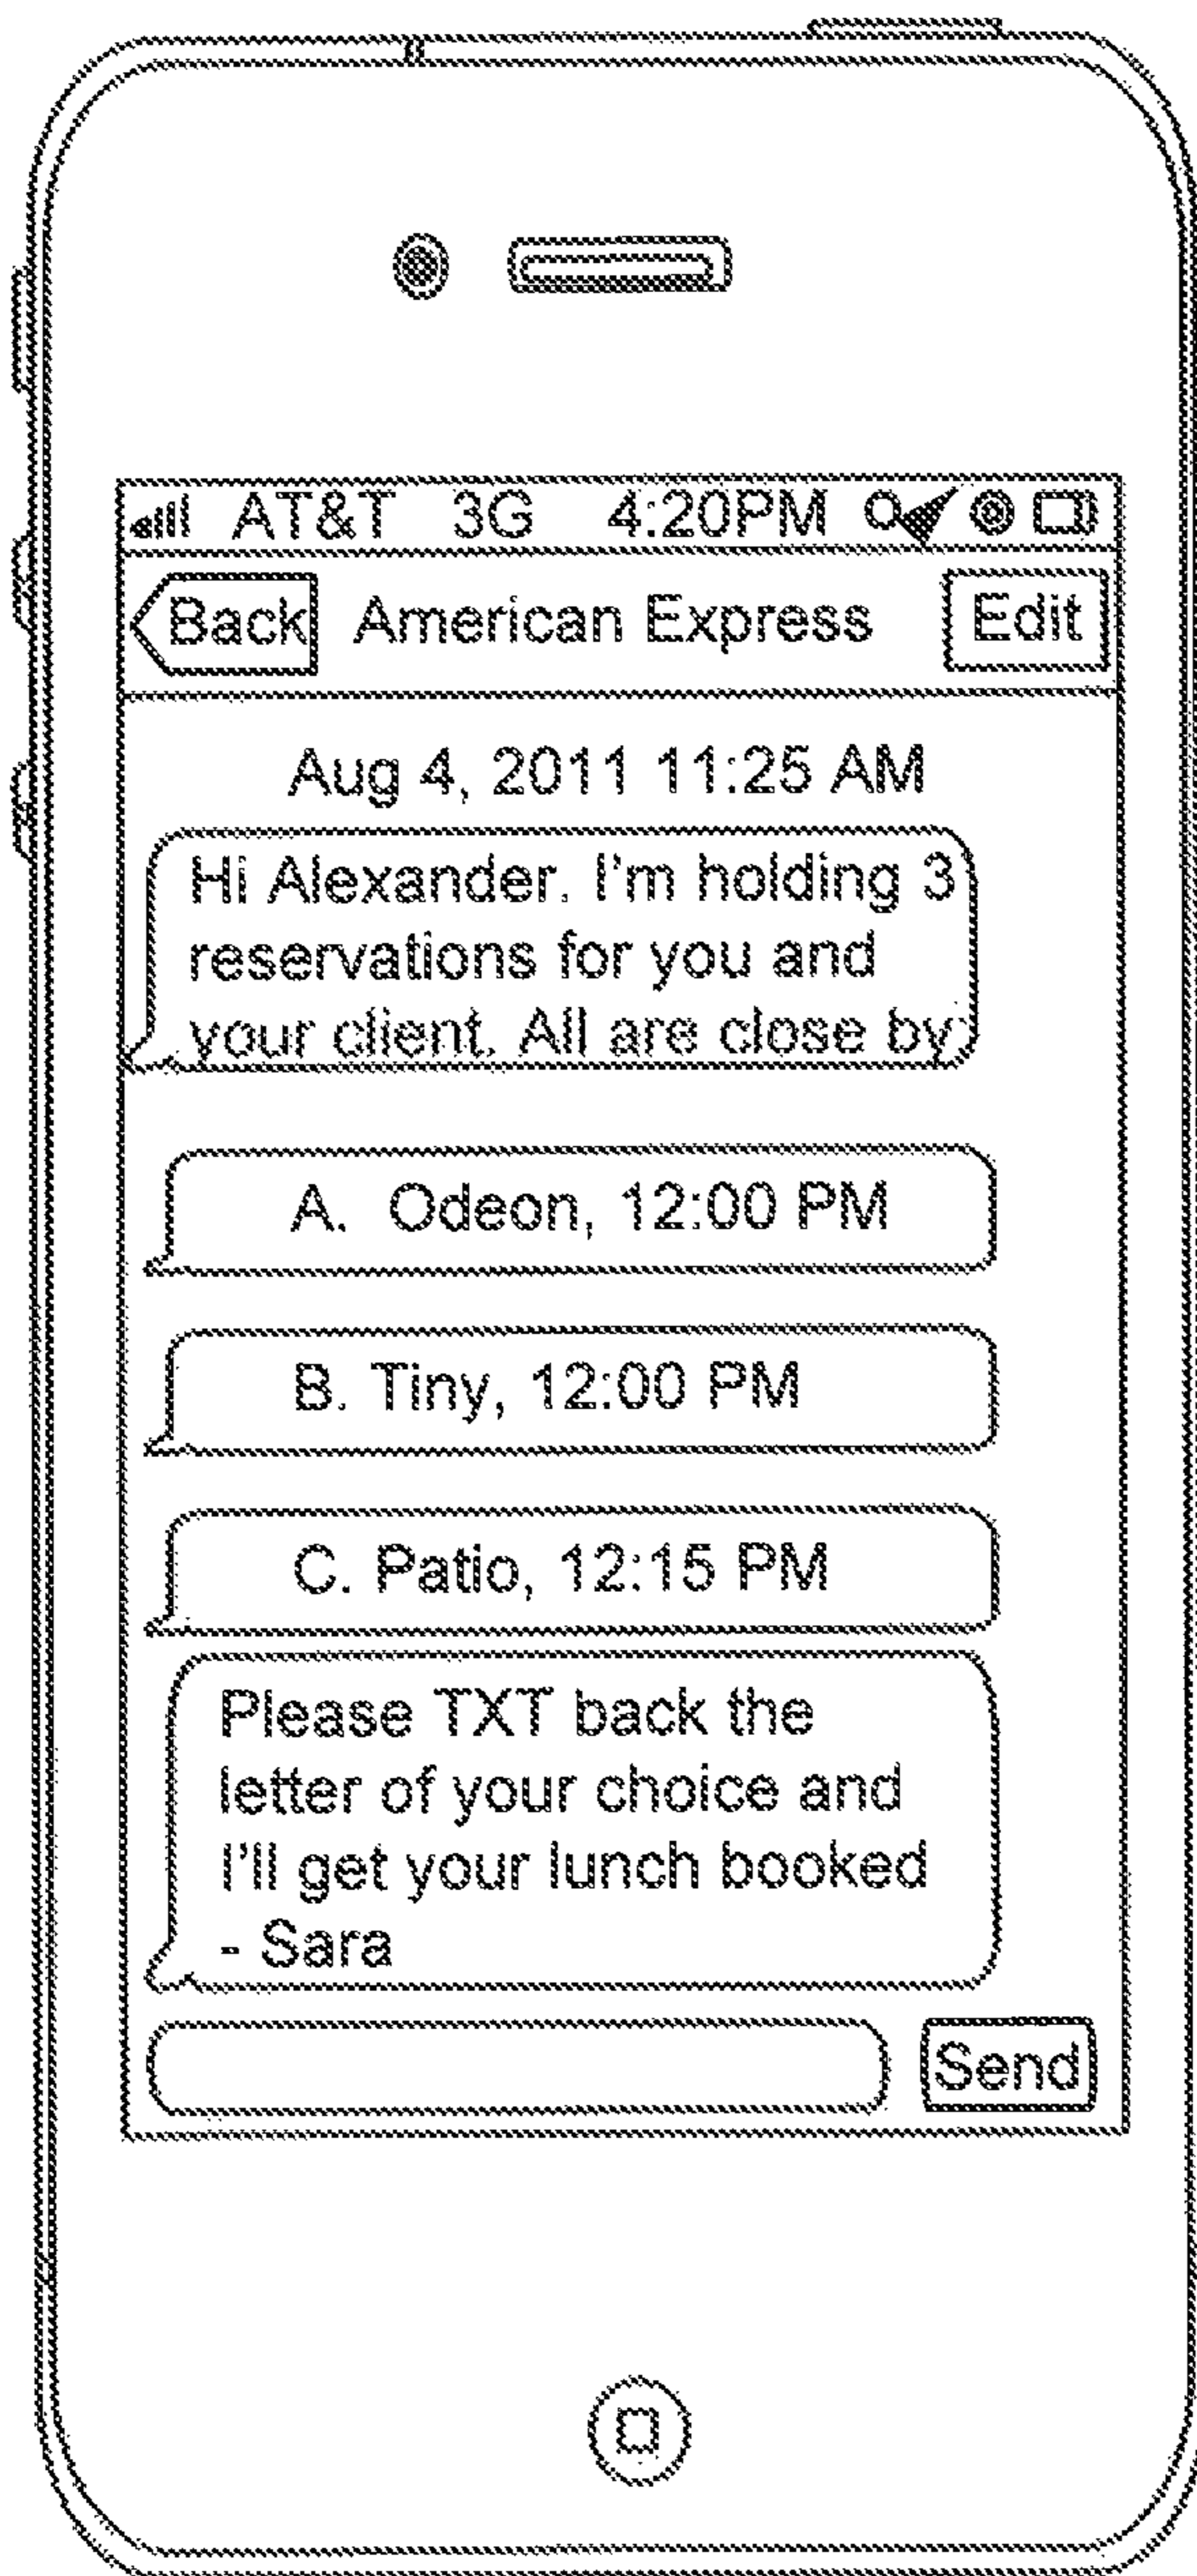 AT&T 3G 4:20PM
Back American Express Edit
Aug 4, 2011 11:25 AM
Hi Alexander. I'm holding 3
reservations for you and
your client. All are close by
A. Odeon, 12:00 PM
B. Tiny, 12:00 PM
C. Patio, 12:15 PM
Please TXT back the
letter of your choice and
I'll get your lunch booked
- Sara
Send